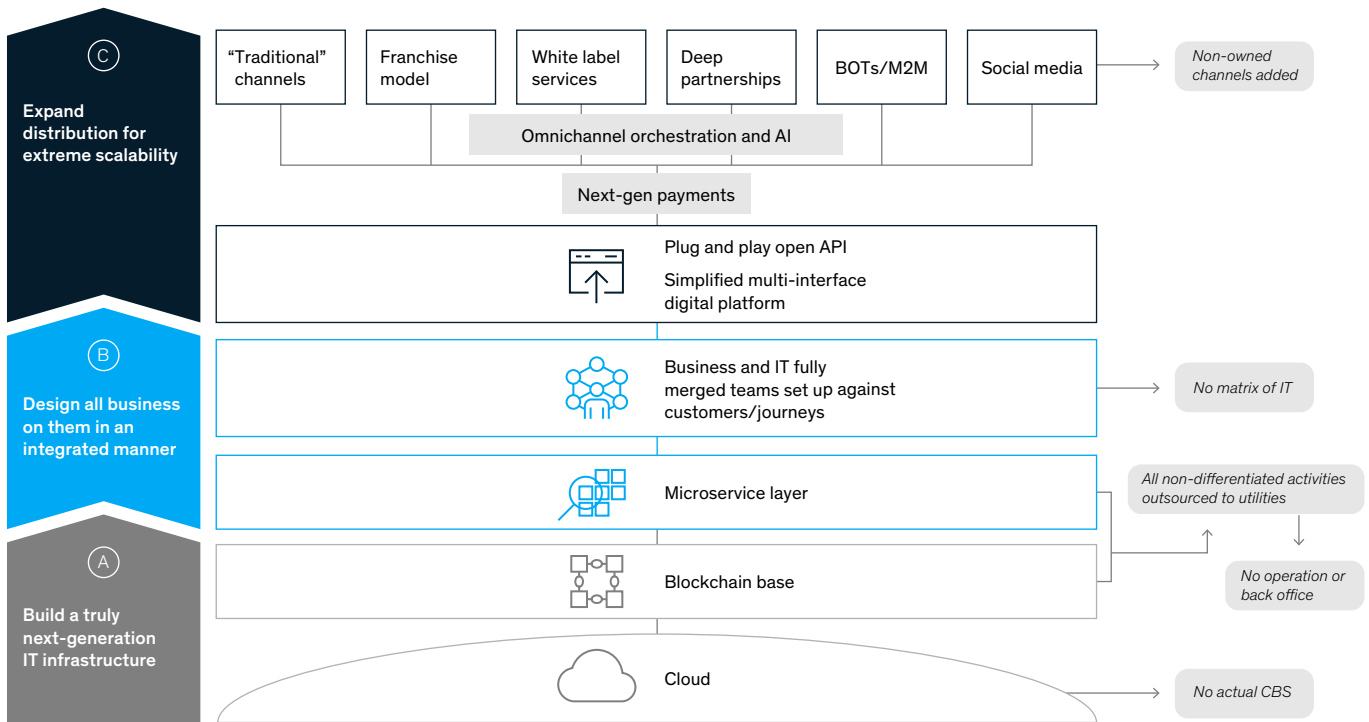 C
Expand
distribution for
extreme scalability
“Traditional”
channels
Franchise
model
White label
services
Deep
partnerships
BOTs/M2M
Social media
Non-owned
channels added
Omnichannel orchestration and AI
Next-gen payments
Plug and play open API
Simplified multi-interface
digital platform
B
Design all business
on them in an
integrated manner
Business and IT fully
merged teams set up against
customers/journeys
No matrix of IT
Microservice layer
All non-differentiated activities
outsourced to utilities
A
Build a truly
next-generation
IT infrastructure
Blockchain base
No operation or
back office
Cloud
No actual CBS